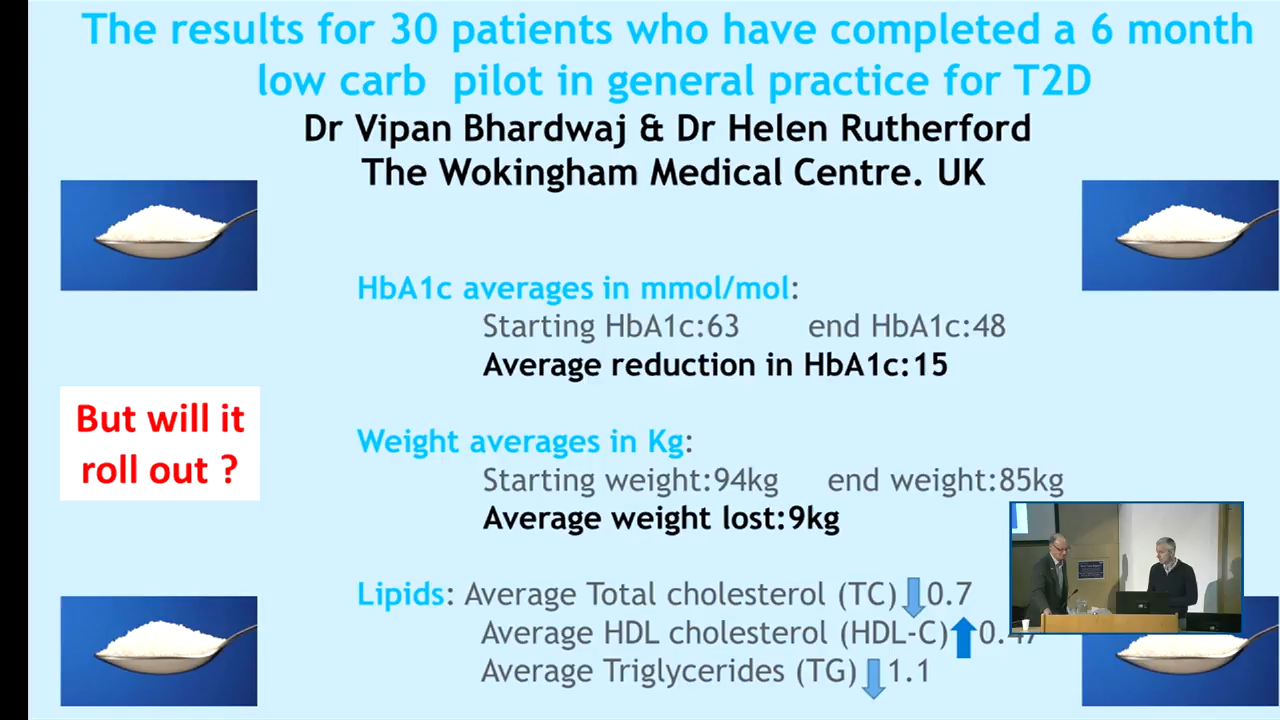 The results for 30 patients who have completed a 6 month
low carb pilot in general practice for T2D
Dr Vipan Bhardwaj & Dr Helen Rutherford
The Wokingham Medical Centre. UK
HbA1c averages in mmol/mol:
Starting HbA1c:63 end HbA1c:48
Average reduction in HbA1c:15
But will it
roll out ?
Weight averages in Kg:
Starting weight:94kg end weight:85kg
Average weight lost:9kg
Lipids: Average Total cholesterol (TC) 0.7
Average HDL cholesterol (HDL-C)
Average Triglycerides (TG) 1.1